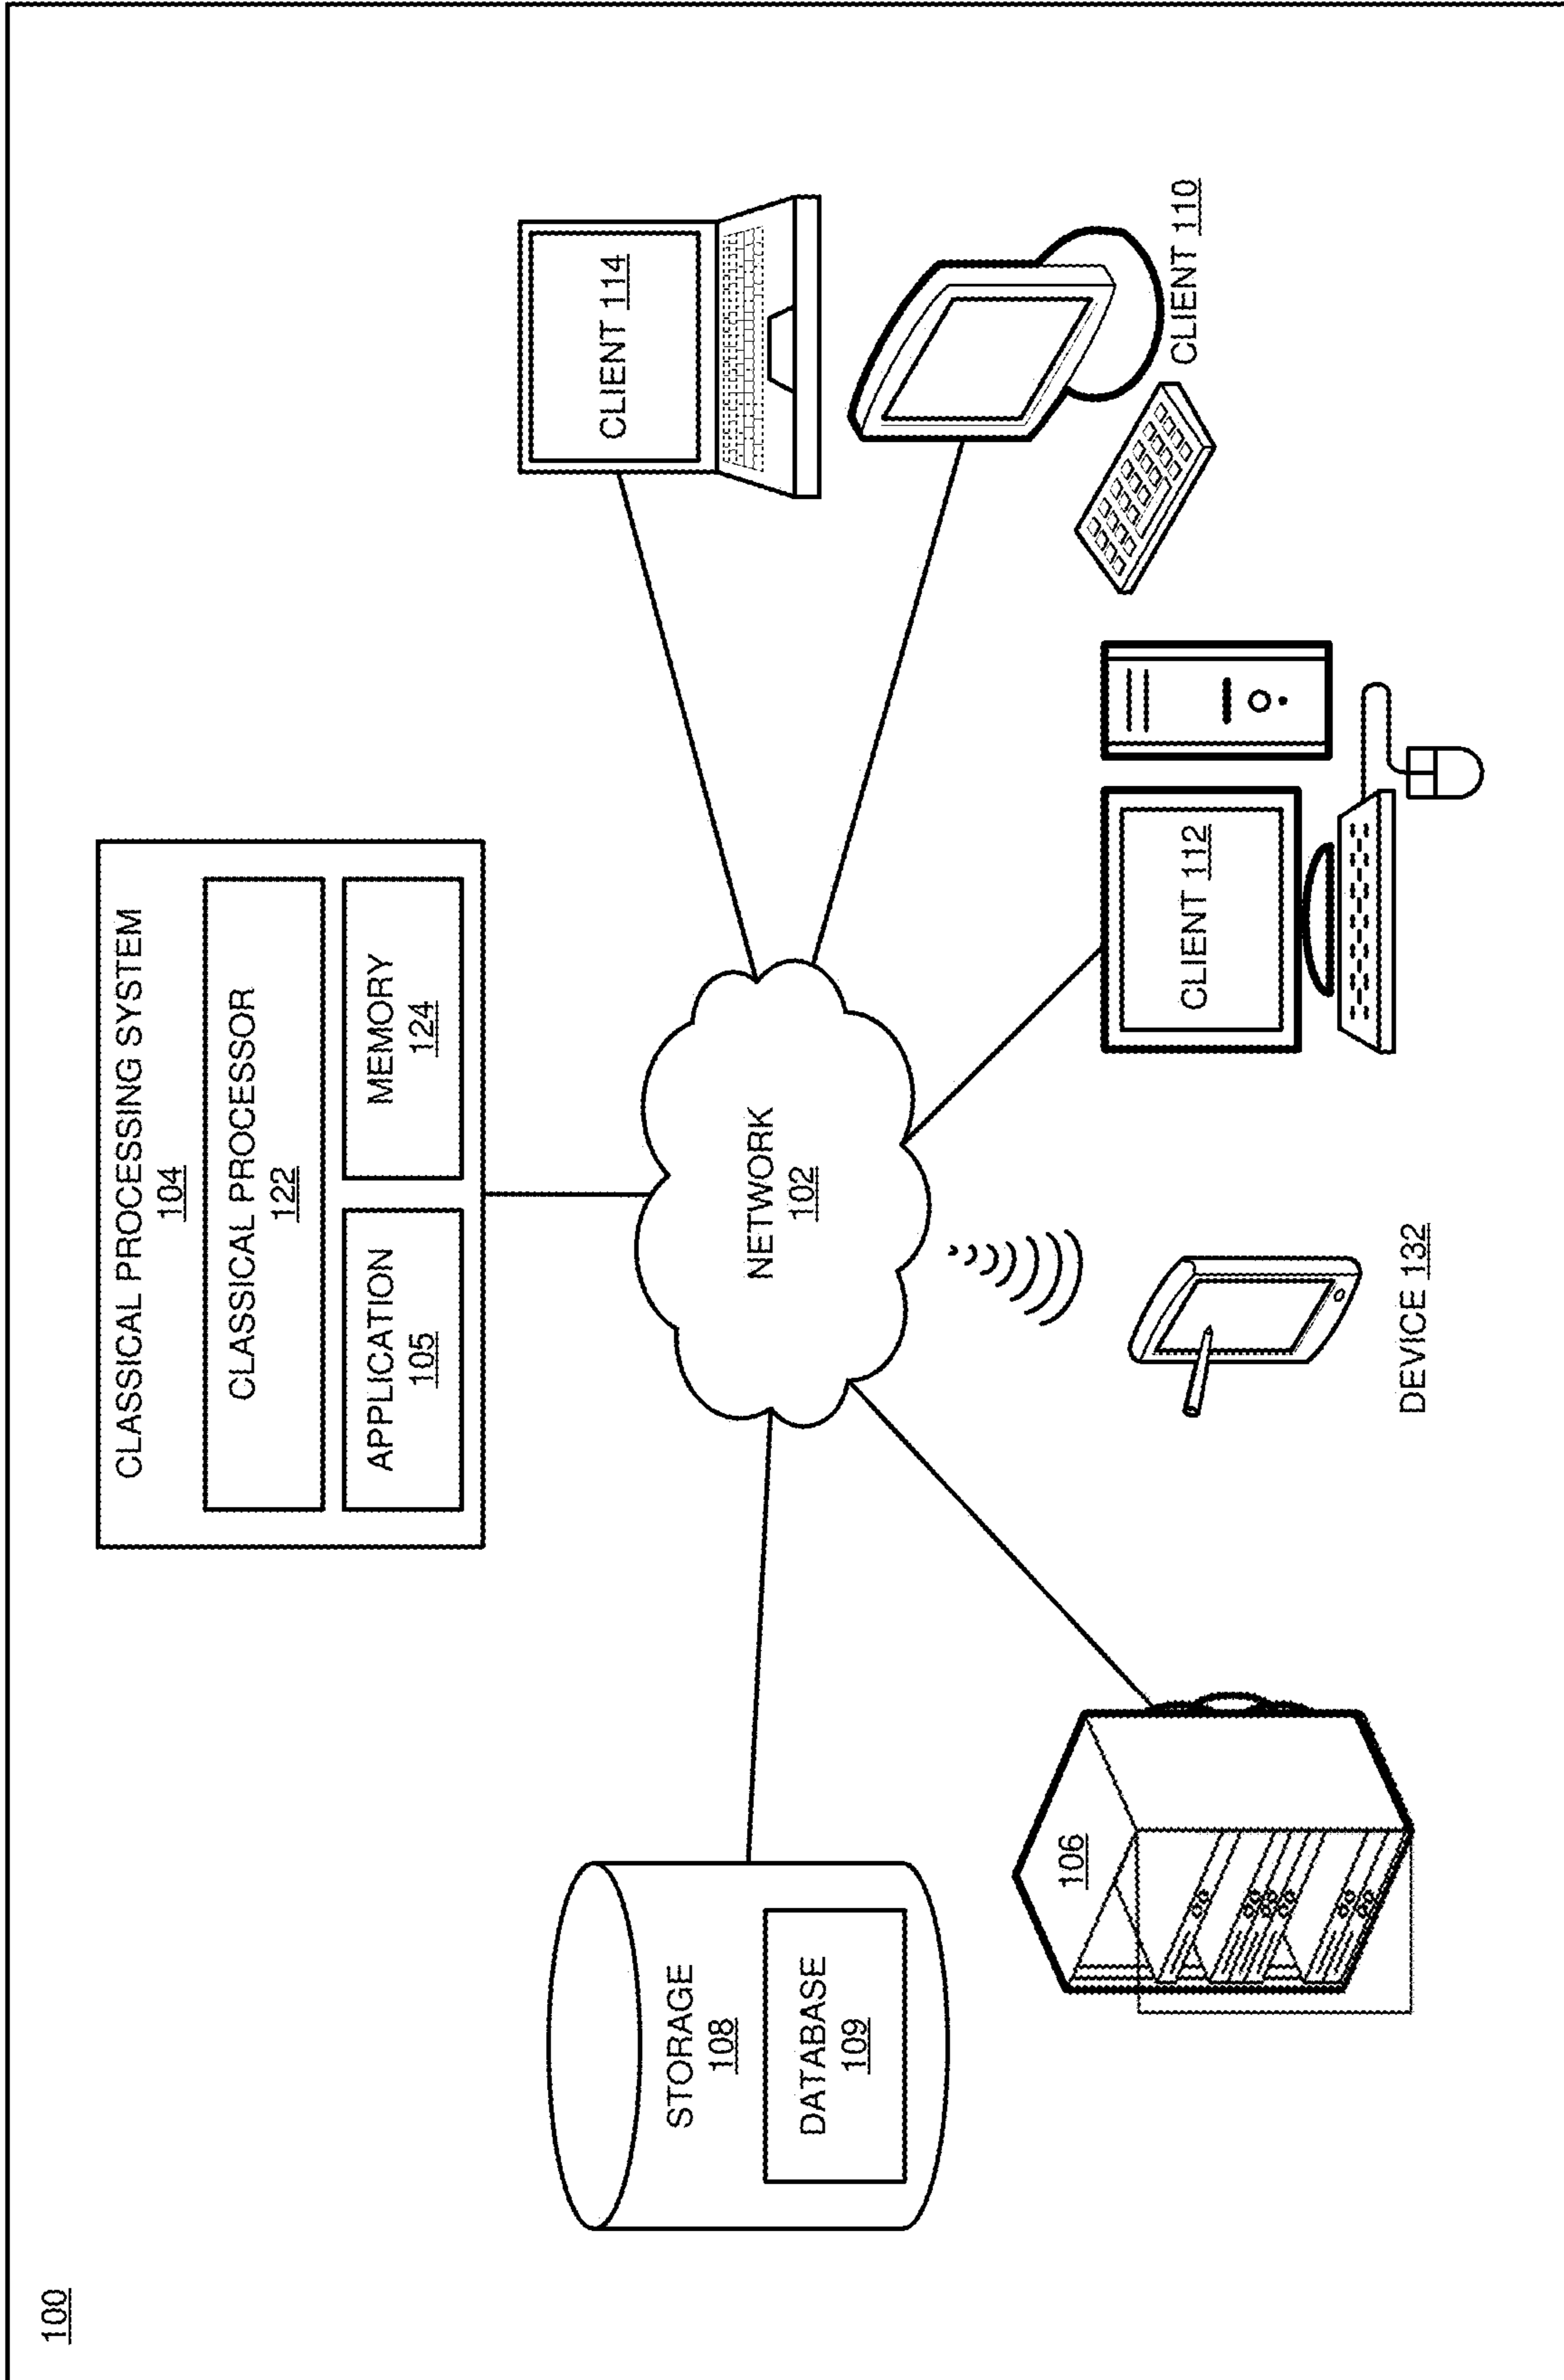 100
CLASSICAL PROCESSING SYSTEM
104
CLASSICAL PROCESSOR
122
APPLICATION
105
MEMORY
124
STORAGE
108
DATABASE
109
NETWORK
102
CLIENT 114
106
DEVICE 132
CLIENT 112
CLIENT 110